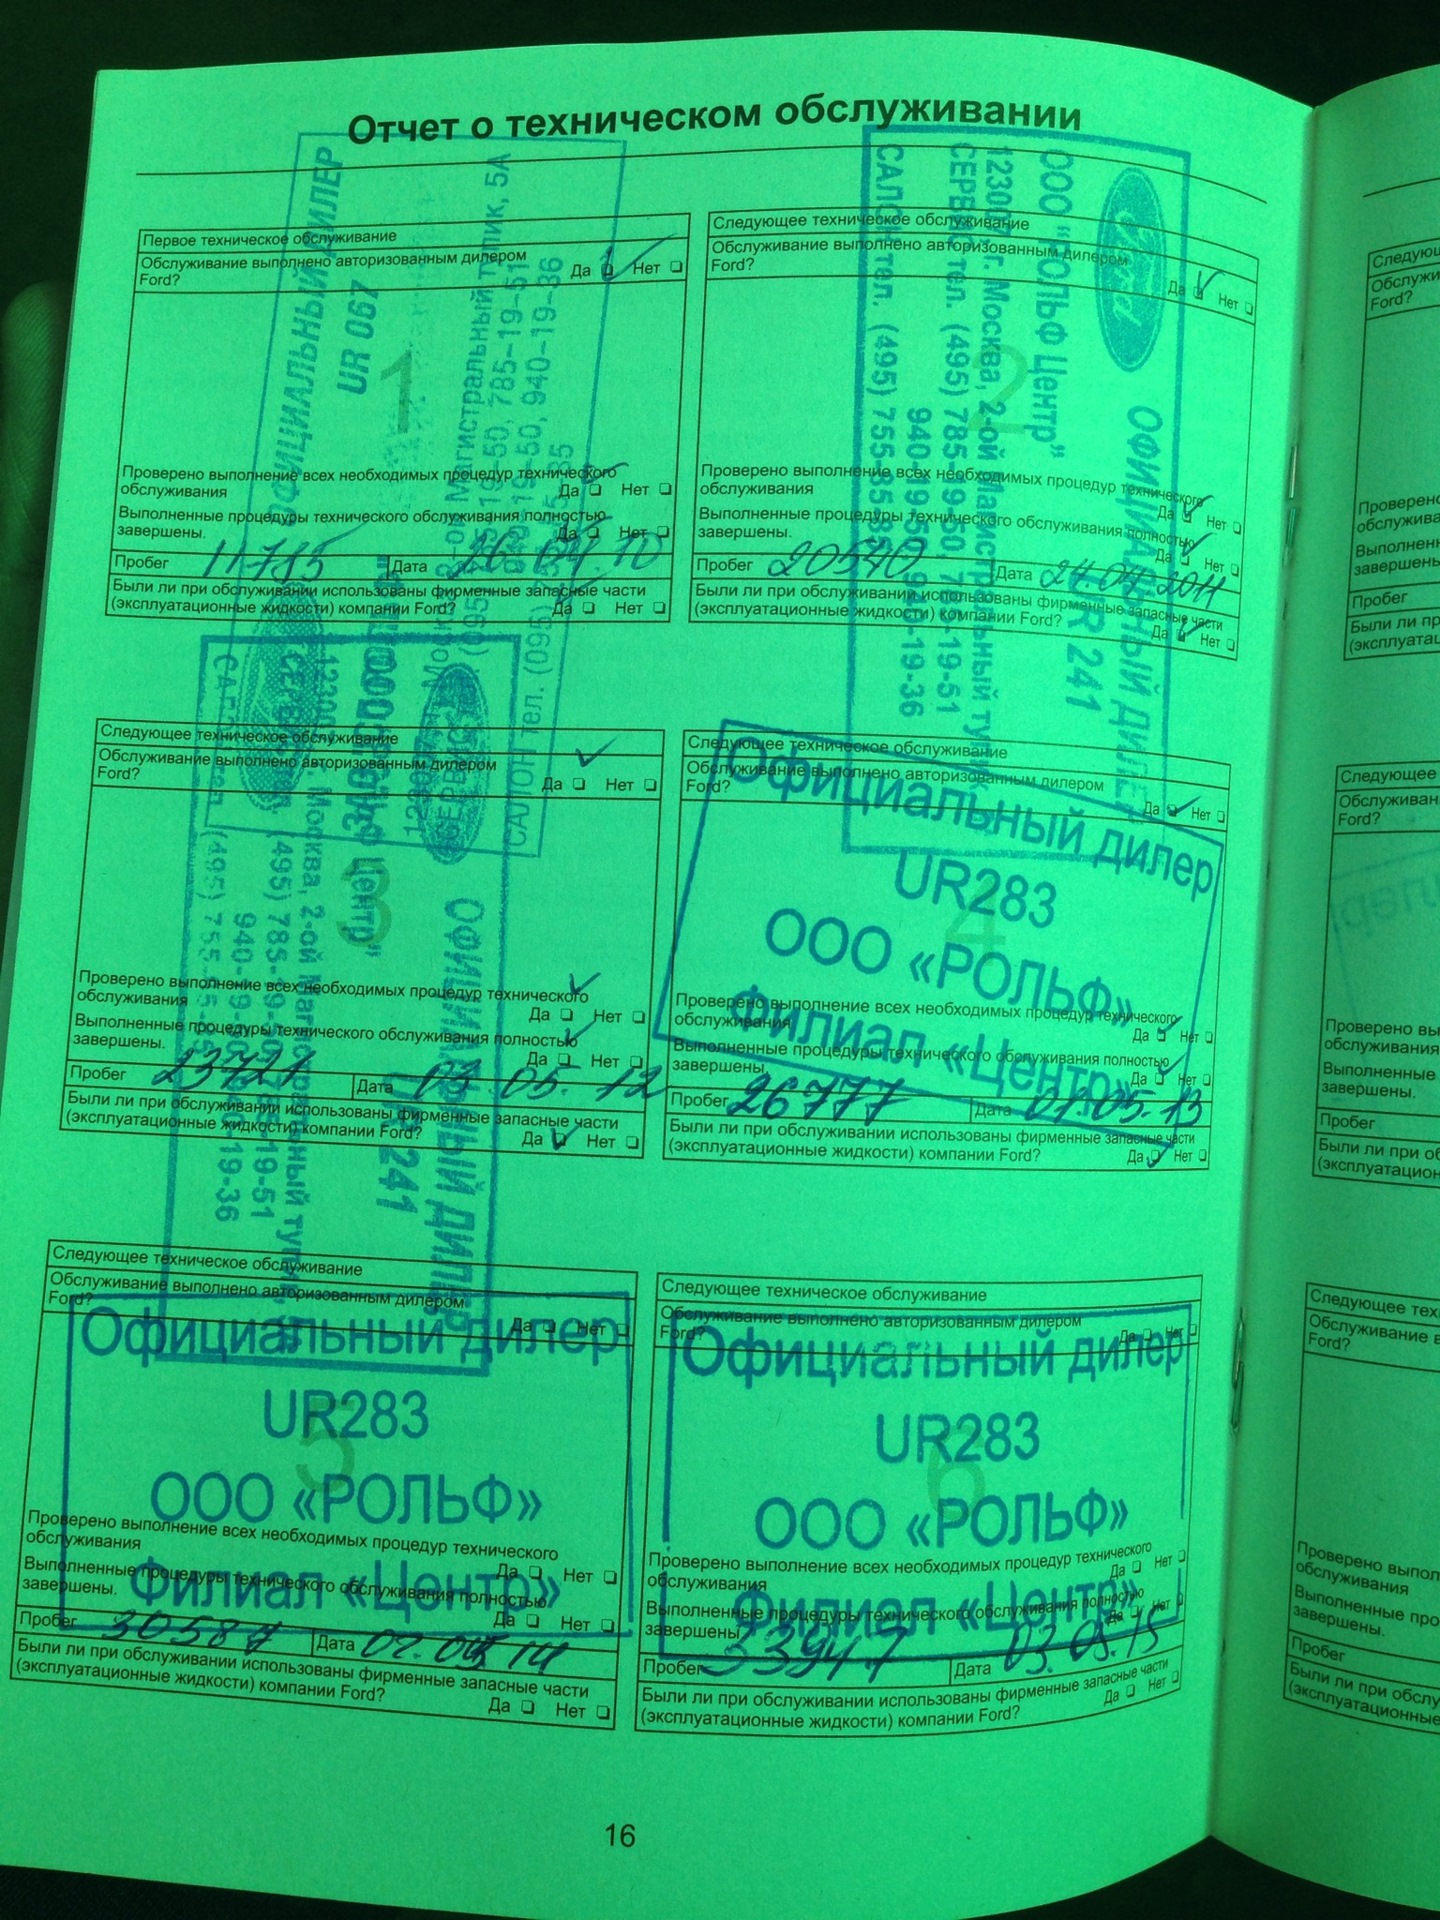 Отчет о техническом обслуживании
Первое техническое обслуживание
Обслуживание выполнено авторизованным дилером
Ford?
Да Нет
1
Проверено выполнение всех необходимых процедур технического
обслуживания
Да Нет
Выполненные процедуры технического обслуживания полностью
завершены.
Да Нет
Пробег 11785 Дата 10
Были ли при обслуживании использованы фирменные запасные части
(эксплуатационные жидкости) компании Ford?
Да Нет
ОФИЦИАЛЬНЫЙ ДИЛЕР
UR 067
САЛОН тел. (095)
Следующее техническое обслуживание
Обслуживание выполнено авторизованным дилером
Ford?
Да Нет
2
Проверено выполнение всех необходимых процедур технического
обслуживания
Да Нет
Выполненные процедуры технического обслуживания полностью
завершены.
Да Нет
Пробег 20540 Дата 24.04.2011
Были ли при обслуживании использованы фирменные запасные части
(эксплуатационные жидкости) компании Ford?
Да Нет
Ford
ОФИЦИАЛЬНЫЙ ДИЛЕР
UR 241
ООО "РОЛЬФ Центр"
123007 г. Москва, 2-ой Магистральный тупик
СЕРВИС тел. (495) 785-19-50, 785-19-51
940-19-50, 940-19-36
САЛОН тел. (495) 755-85-85
Следующее техническое обслуживание
Обслуживание выполнено авторизованным дилером
Ford?
Да Нет
3
Проверено выполнение всех необходимых процедур технического
обслуживания
Да Нет
Выполненные процедуры технического обслуживания полностью
завершены.
Да Нет
Пробег 23721 Дата 03.05.12
Были ли при обслуживании использованы фирменные запасные части
(эксплуатационные жидкости) компании Ford?
Да Нет
ОФИЦИАЛЬНЫЙ ДИЛЕР
241
Следующее техническое обслуживание
Обслуживание выполнено авторизованным дилером
Ford?
Да Нет
4
Официальный дилер
UR283
ООО «РОЛЬФ»
Филиал «Центр»
Проверено выполнение всех необходимых процедур технического
обслуживания
Да Нет
Выполненные процедуры технического обслуживания полностью
завершены.
Да Нет
Пробег 26777 Дата 01.05.13
Были ли при обслуживании использованы фирменные запасные части
(эксплуатационные жидкости) компании Ford?
Да Нет
Следующее техническое обслуживание
Обслуживание выполнено авторизованным дилером
Ford?
Да Нет
5
Официальный дилер
UR283
ООО «РОЛЬФ»
Филиал «Центр»
Проверено выполнение всех необходимых процедур технического
обслуживания
Да Нет
Выполненные процедуры технического обслуживания полностью
завершены.
Да Нет
Пробег 30587 Дата
Были ли при обслуживании использованы фирменные запасные части
(эксплуатационные жидкости) компании Ford?
Да Нет
Следующее техническое обслуживание
Обслуживание выполнено авторизованным дилером
Ford?
Да Нет
6
Официальный дилер
UR283
ООО «РОЛЬФ»
Филиал «Центр»
Проверено выполнение всех необходимых процедур технического
обслуживания
Да Нет
Выполненные процедуры технического обслуживания полностью
завершены
Да Нет
Пробег 33947 Дата 03.05.15
Были ли при обслуживании использованы фирменные запасные части
(эксплуатационные жидкости) компании Ford?
Да Нет
16